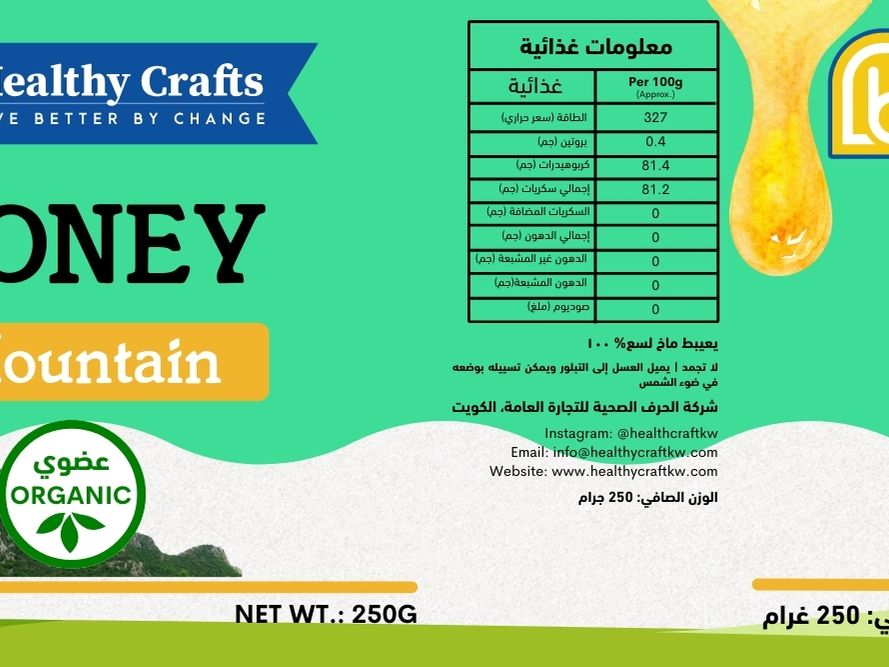 ealthy Crafts
VE BETTER BY CHANGE
ONEY
ountain
عضوي
ORGANIC
NET WT.: 250G
معلومات غذائية
غذائية Per 100g
(Approx.)
الطاقة (سعر حراري) 327
بروتين (جم) 0.4
كربوهيدرات (جم) 81.4
إجمالي سكريات (جم) 81.2
السكريات المضافة (جم) 0
إجمالي الدهون (جم) 0
الدهون غير المشبعة (جم) 0
الدهون المشبعة(جم) 0
صوديوم (ملغ) 0
يعيبط ماخ لسع% ١٠٠
لا تجمد | يميل العسل إلى التبلور ويمكن تسييله بوضعه
في ضوء الشمس
شركة الحرف الصحية للتجارة العامة، الكويت
Instagram: @healthcraftkw
Email: info@healthycraftkw.com
Website: www.healthycraftkw.com
الوزن الصافي: 250 جرام
ي: 250 غرام